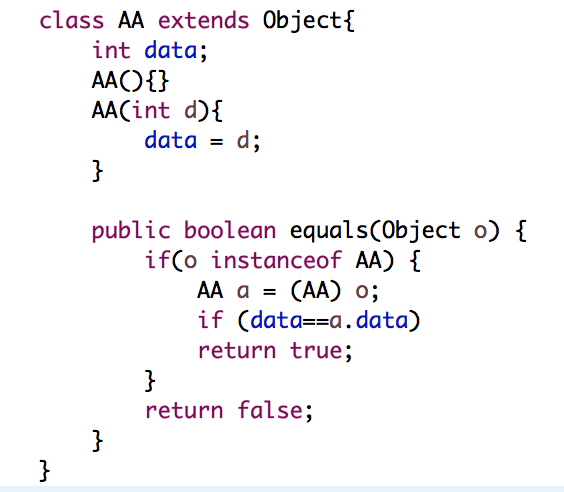 class AA extends Object{
    int data;
    AA(){}
    AA(int d){
        data = d;
    }

    public boolean equals(Object o) {
        if(o instanceof AA) {
            AA a = (AA) o;
            if (data==a.data)
            return true;
        }
        return false;
    }
}